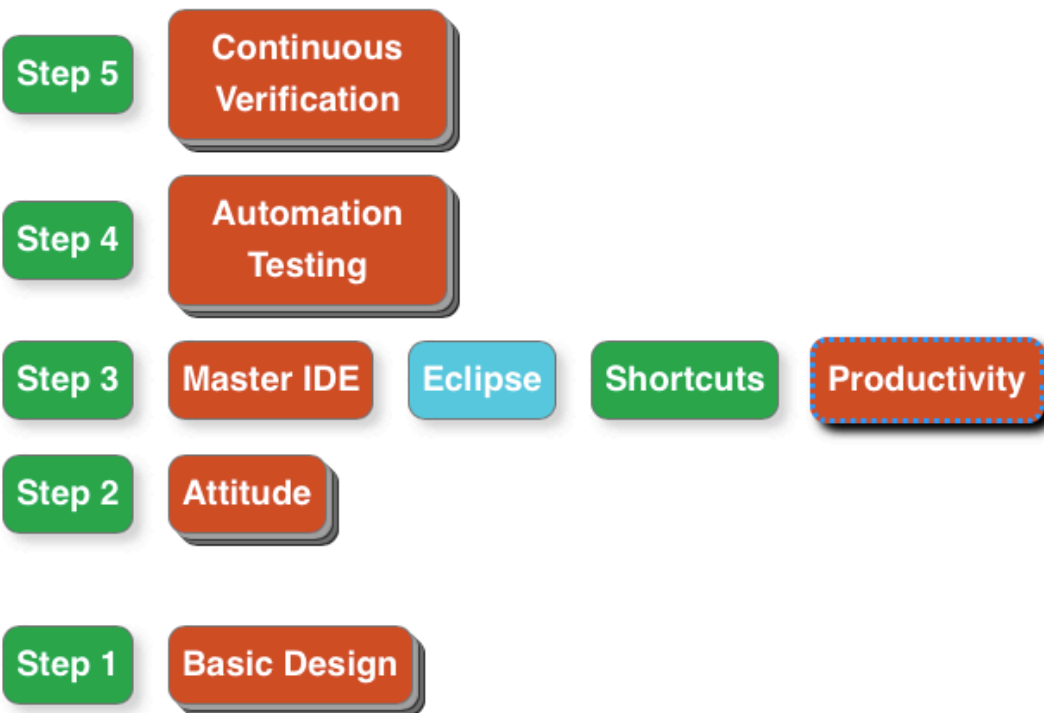 Step 5
Continuous
Verification
Step 4
Automation
Testing
Step 3 Master IDE Eclipse Shortcuts Productivity
Step 2 Attitude
Step 1 Basic Design